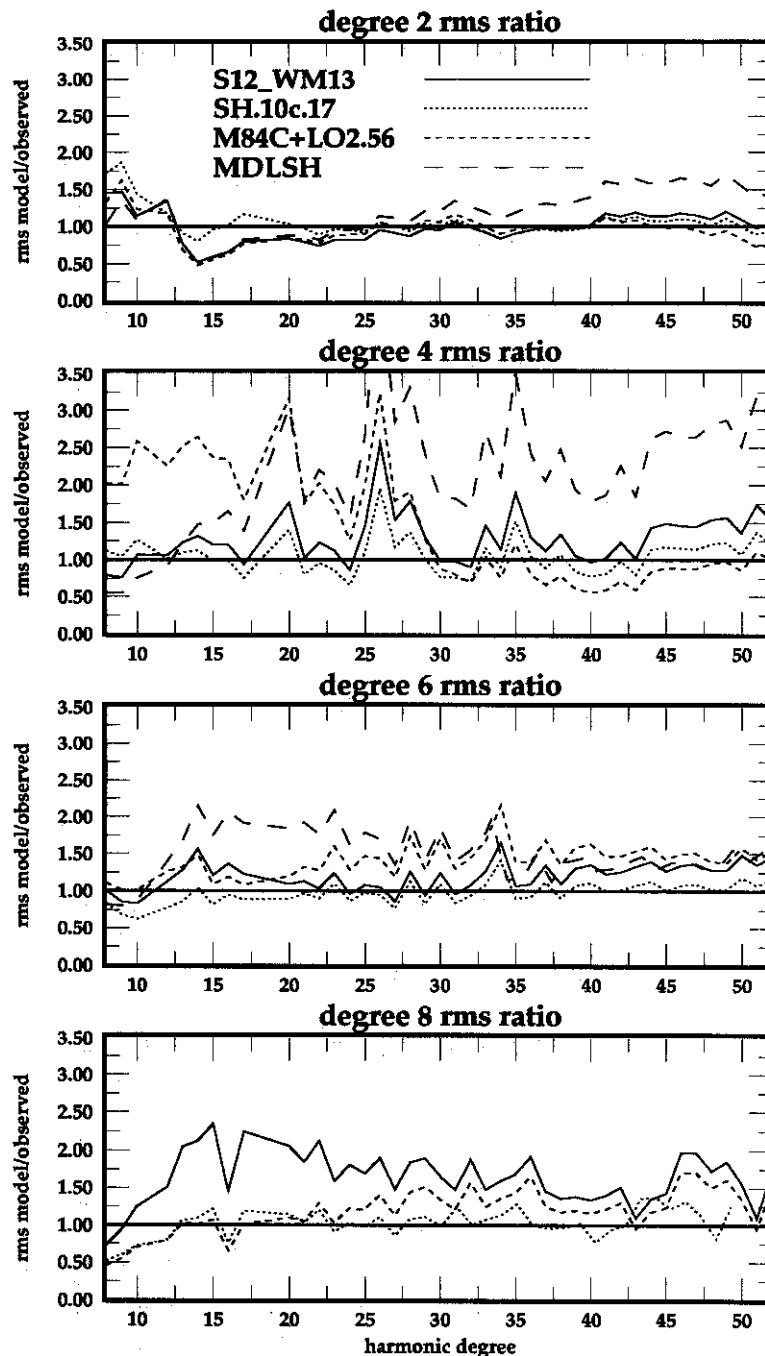 degree 2 rms ratio
rms model/observed
3.50
3.00
2.50
2.00
1.50
1.00
0.50
0.00
S12_WM13
SH.10c.17
M84C+LO2.56
MDLSH
10 15 20 25 30 35 40 45 50
degree 4 rms ratio
rms model/observed
3.50
3.00
2.50
2.00
1.50
1.00
0.50
0.00
10 15 20 25 30 35 40 45 50
degree 6 rms ratio
rms model/observed
3.50
3.00
2.50
2.00
1.50
1.00
0.50
0.00
10 15 20 25 30 35 40 45 50
degree 8 rms ratio
rms model/observed
3.50
3.00
2.50
2.00
1.50
1.00
0.50
0.00
10 15 20 25 30 35 40 45 50
harmonic degree